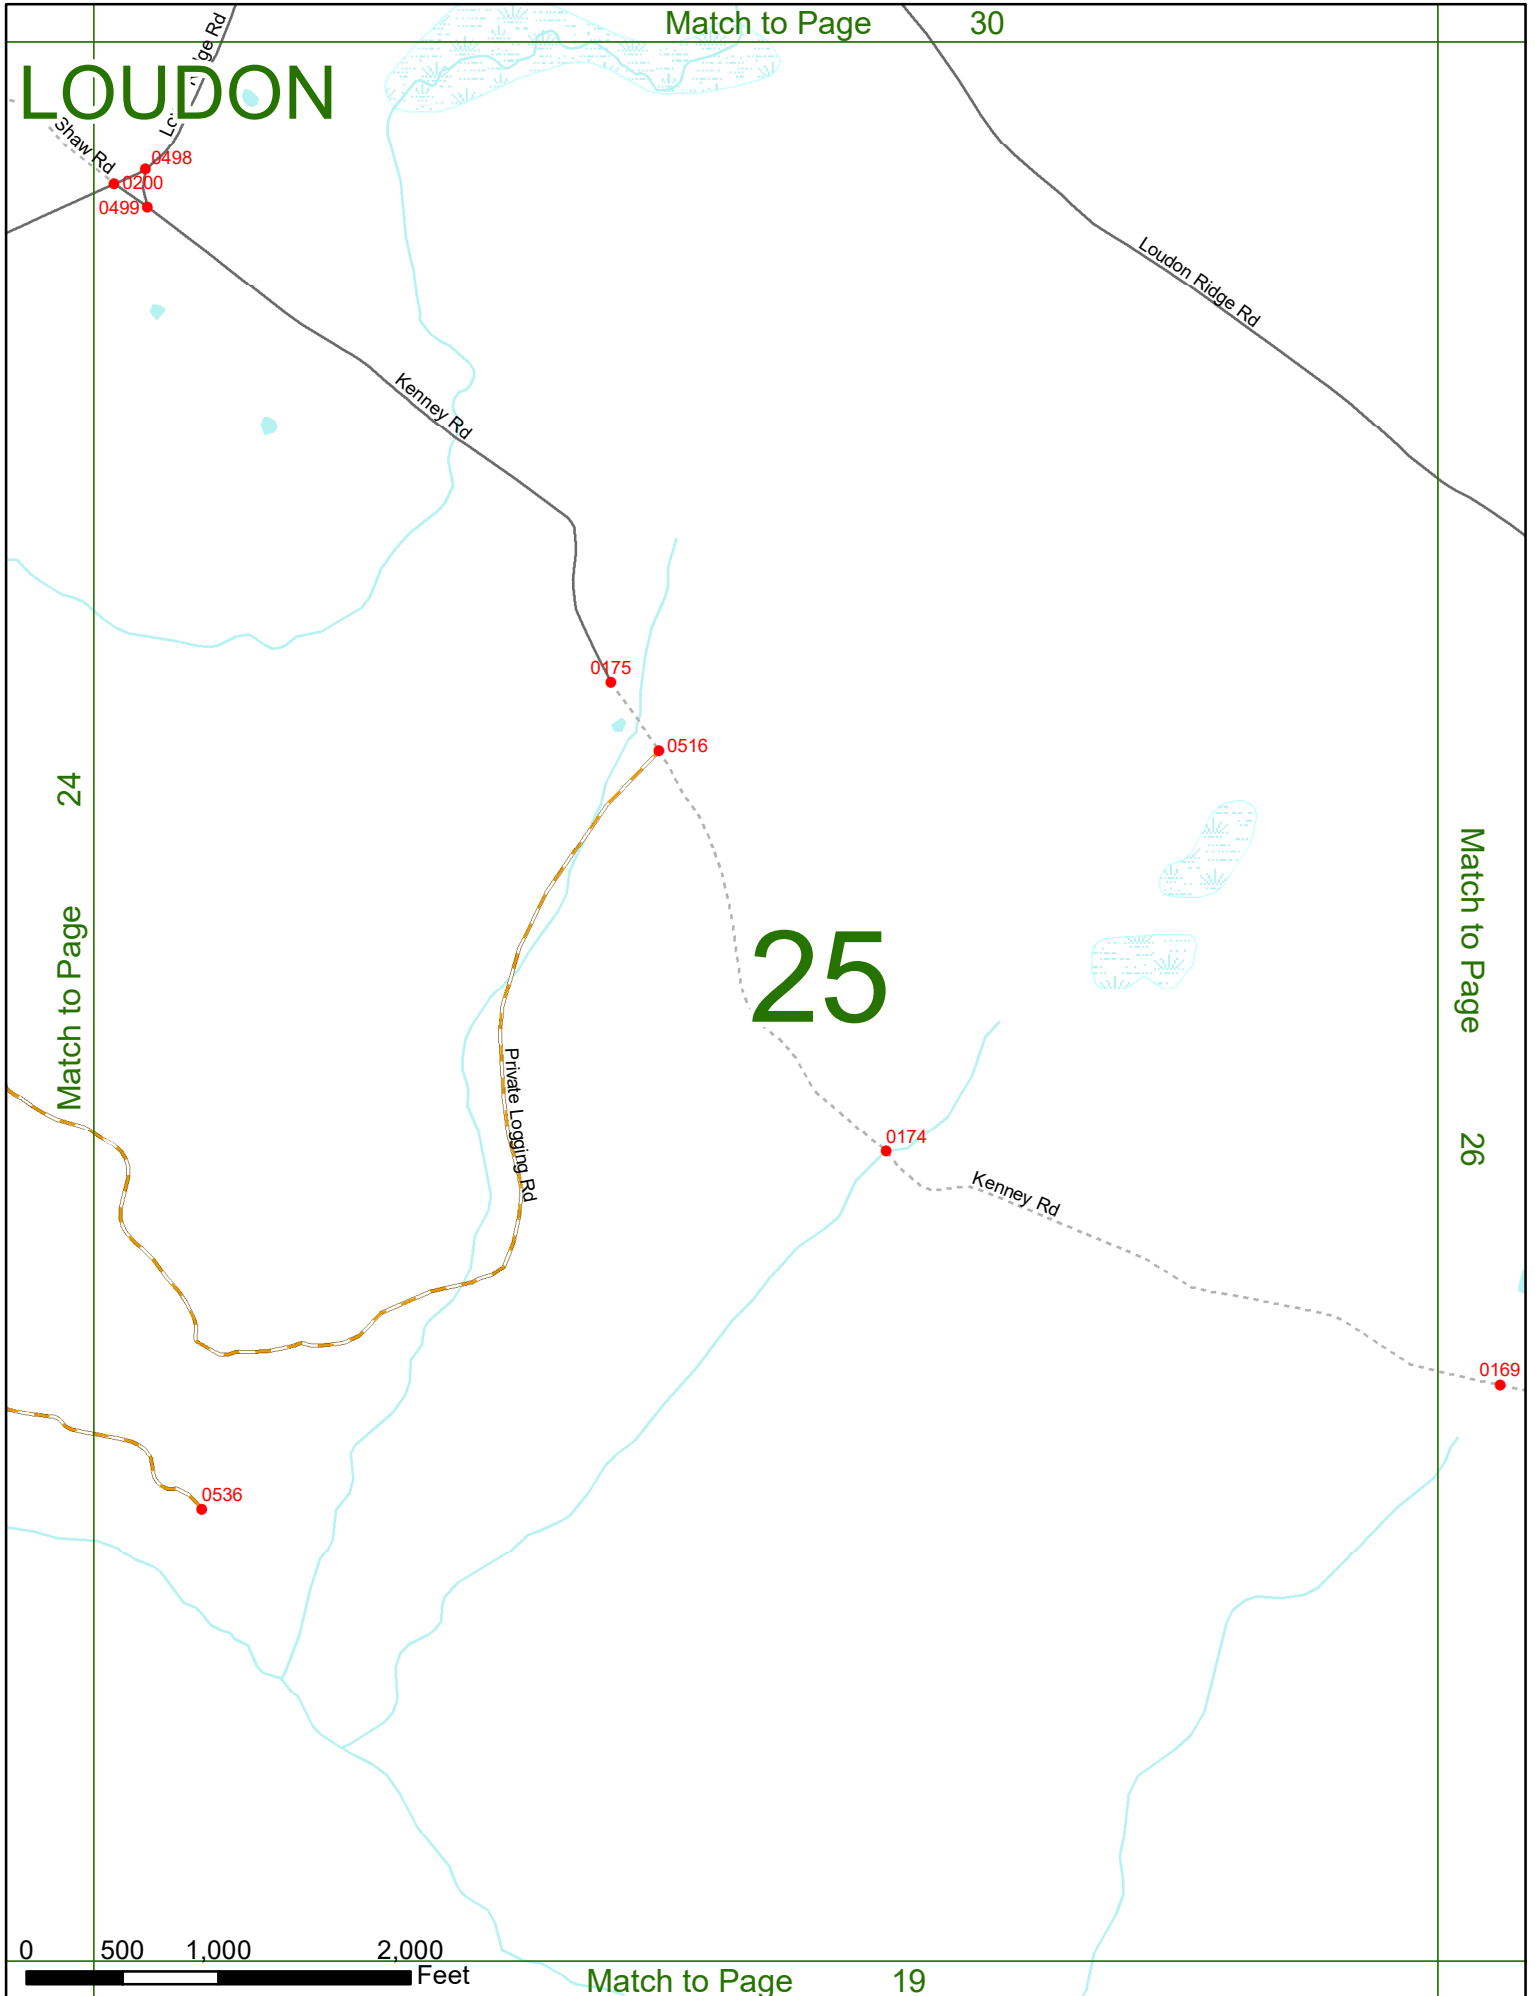 Match to Page 30
LOUDON
Rd
Shaw Rd
0498
0200
0499
Loudon Ridge Rd
Kenney Rd
0175
0516
Match to Page 24
Match to Page 26
25
Private Logging Rd
0174
Kenney Rd
0169
0536
0 500 1,000 2,000
Feet
Match to Page 19